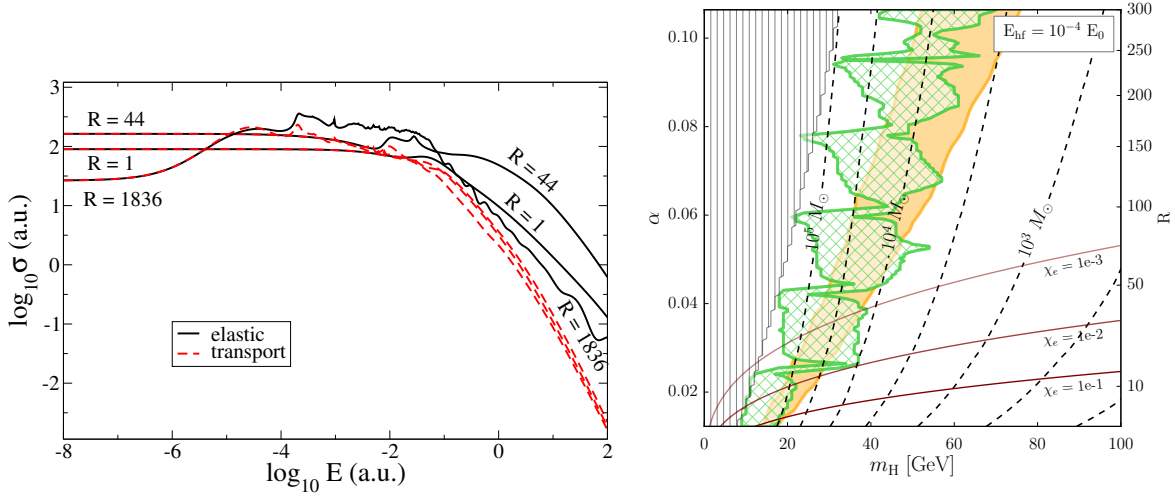 3
2
1
0
-1
-2
log₁₀σ (a.u.)
R = 44
R = 1
R = 1836
R = 44
R = 1
R = 1836
elastic
transport
-8
-6
-4
-2
0
2
log₁₀ E (a.u.)
E_hf = 10⁻⁴ E₀
0.10
0.08
0.06
0.04
0.02
α
300
250
200
150
100
50
10
R
10⁵ M☉
10⁴ M☉
10³ M☉
χ_e = 1e-3
χ_e = 1e-2
χ_e = 1e-1
0
20
40
60
80
100
m_H [GeV]